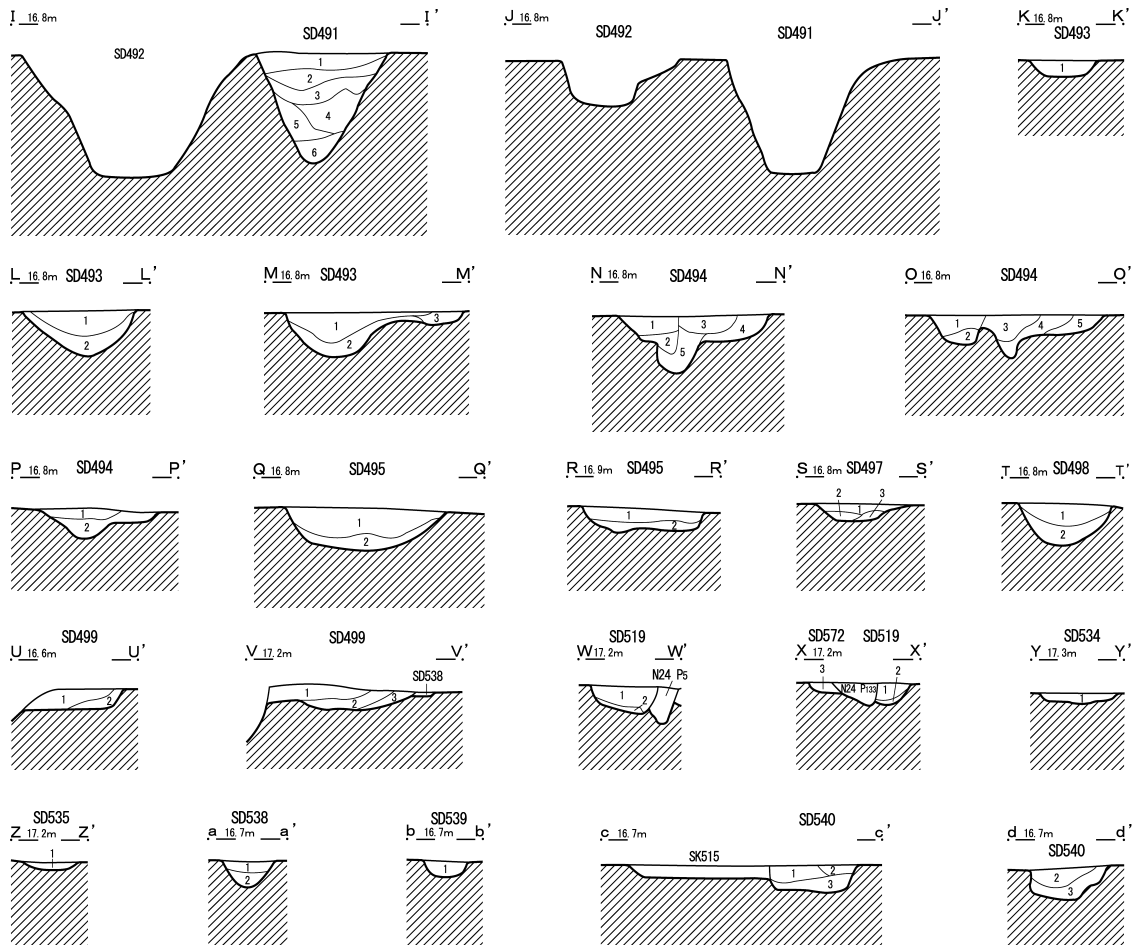 I 16.8m I'
SD492 SD491
1
2
3
4
5
6
J 16.8m J'
SD492 SD491
K 16.8m K'
SD493
1
L 16.8m SD493 L'
1
2
M 16.8m SD493 M'
1
2
3
N 16.8m SD494 N'
1 3
2 4
5
O 16.8m SD494 O'
1 3 4 5
2
P 16.8m SD494 P'
1
2
Q 16.8m SD495 Q'
1
2
R 16.9m SD495 R'
1
2
S 16.8m SD497 S'
2 1 3
T 16.8m SD498 T'
1
2
SD499
U 16.6m U'
1 2
SD499
V 17.2m V'
SD538
1 2 3
SD519
W 17.2m W'
N24 P5
1 2
SD572 SD519
X 17.2m X'
3 2
N24 P133 1
SD534
Y 17.3m Y'
1
SD535
Z 17.2m Z'
1
SD538
a 16.7m a'
1
2
SD539
b 16.7m b'
1
SD540
c 16.7m c'
SK515
1 2
3
d 16.7m d'
SD540
2
3